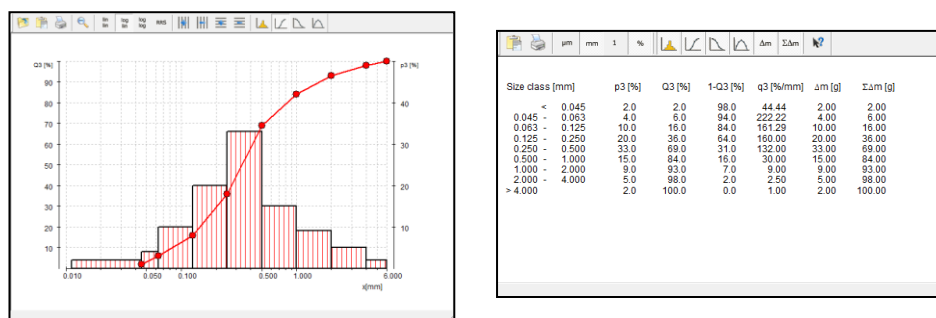 lin lin log lin log log RRS
Q3 [%] p3 [%]
90
80 40
70
60 30
50
40 20
30
20 10
10
0.010 0.050 0.100 0.500 1.000 6.000
x[mm]
µm mm 1 % Δm ΣΔm
Size class [mm] p3 [%] Q3 [%] 1-Q3 [%] q3 [%/mm] Δm [g] ΣΔm [g]
< 0.045 2.0 2.0 98.0 44.44 2.00 2.00
0.045 - 0.063 4.0 6.0 94.0 222.22 4.00 6.00
0.063 - 0.125 10.0 16.0 84.0 161.29 10.00 16.00
0.125 - 0.250 20.0 36.0 64.0 160.00 20.00 36.00
0.250 - 0.500 33.0 69.0 31.0 132.00 33.00 69.00
0.500 - 1.000 15.0 84.0 16.0 30.00 15.00 84.00
1.000 - 2.000 9.0 93.0 7.0 9.00 9.00 93.00
2.000 - 4.000 5.0 98.0 2.0 2.50 5.00 98.00
> 4.000 2.0 100.0 0.0 1.00 2.00 100.00